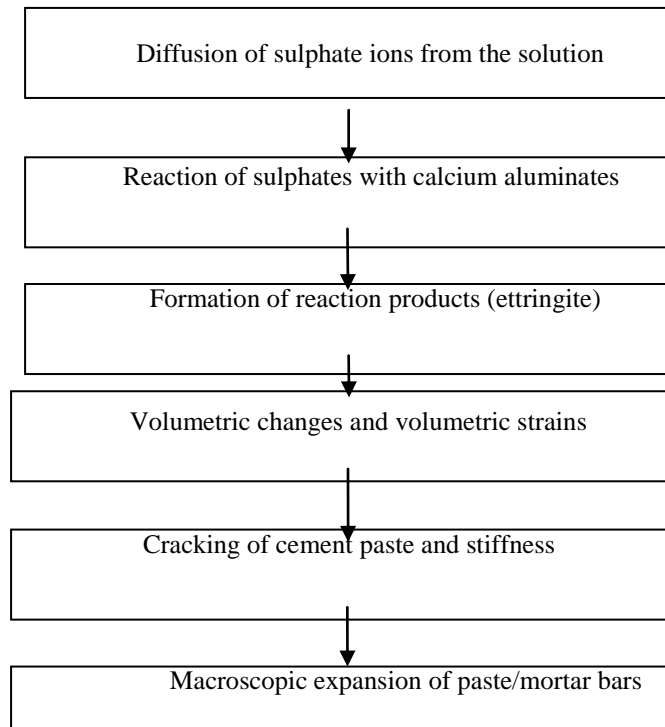 Diffusion of sulphate ions from the solution
Reaction of sulphates with calcium aluminates
Formation of reaction products (ettringite)
Volumetric changes and volumetric strains
Cracking of cement paste and stiffness
Macroscopic expansion of paste/mortar bars